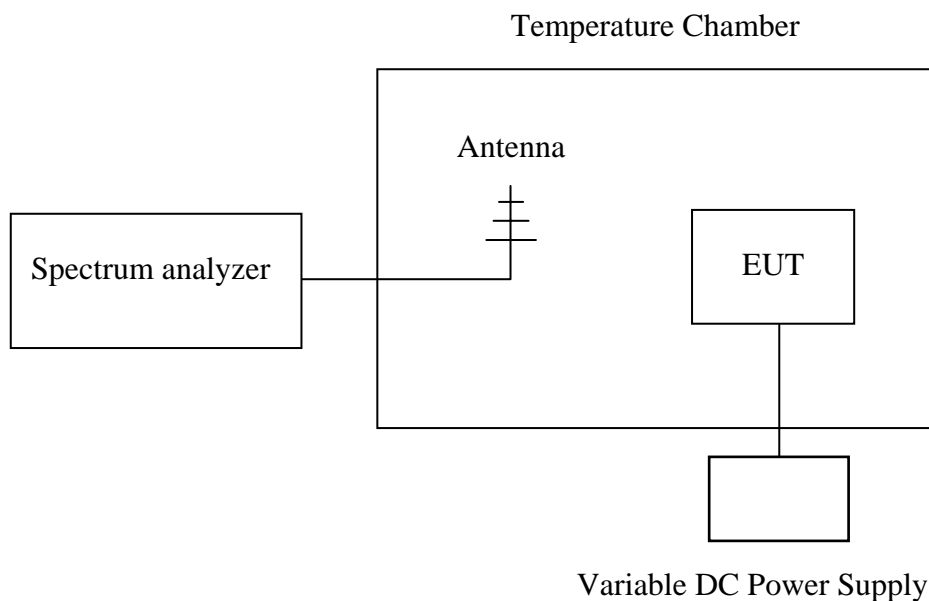 Temperature Chamber
Antenna
Spectrum analyzer
EUT
Variable DC Power Supply